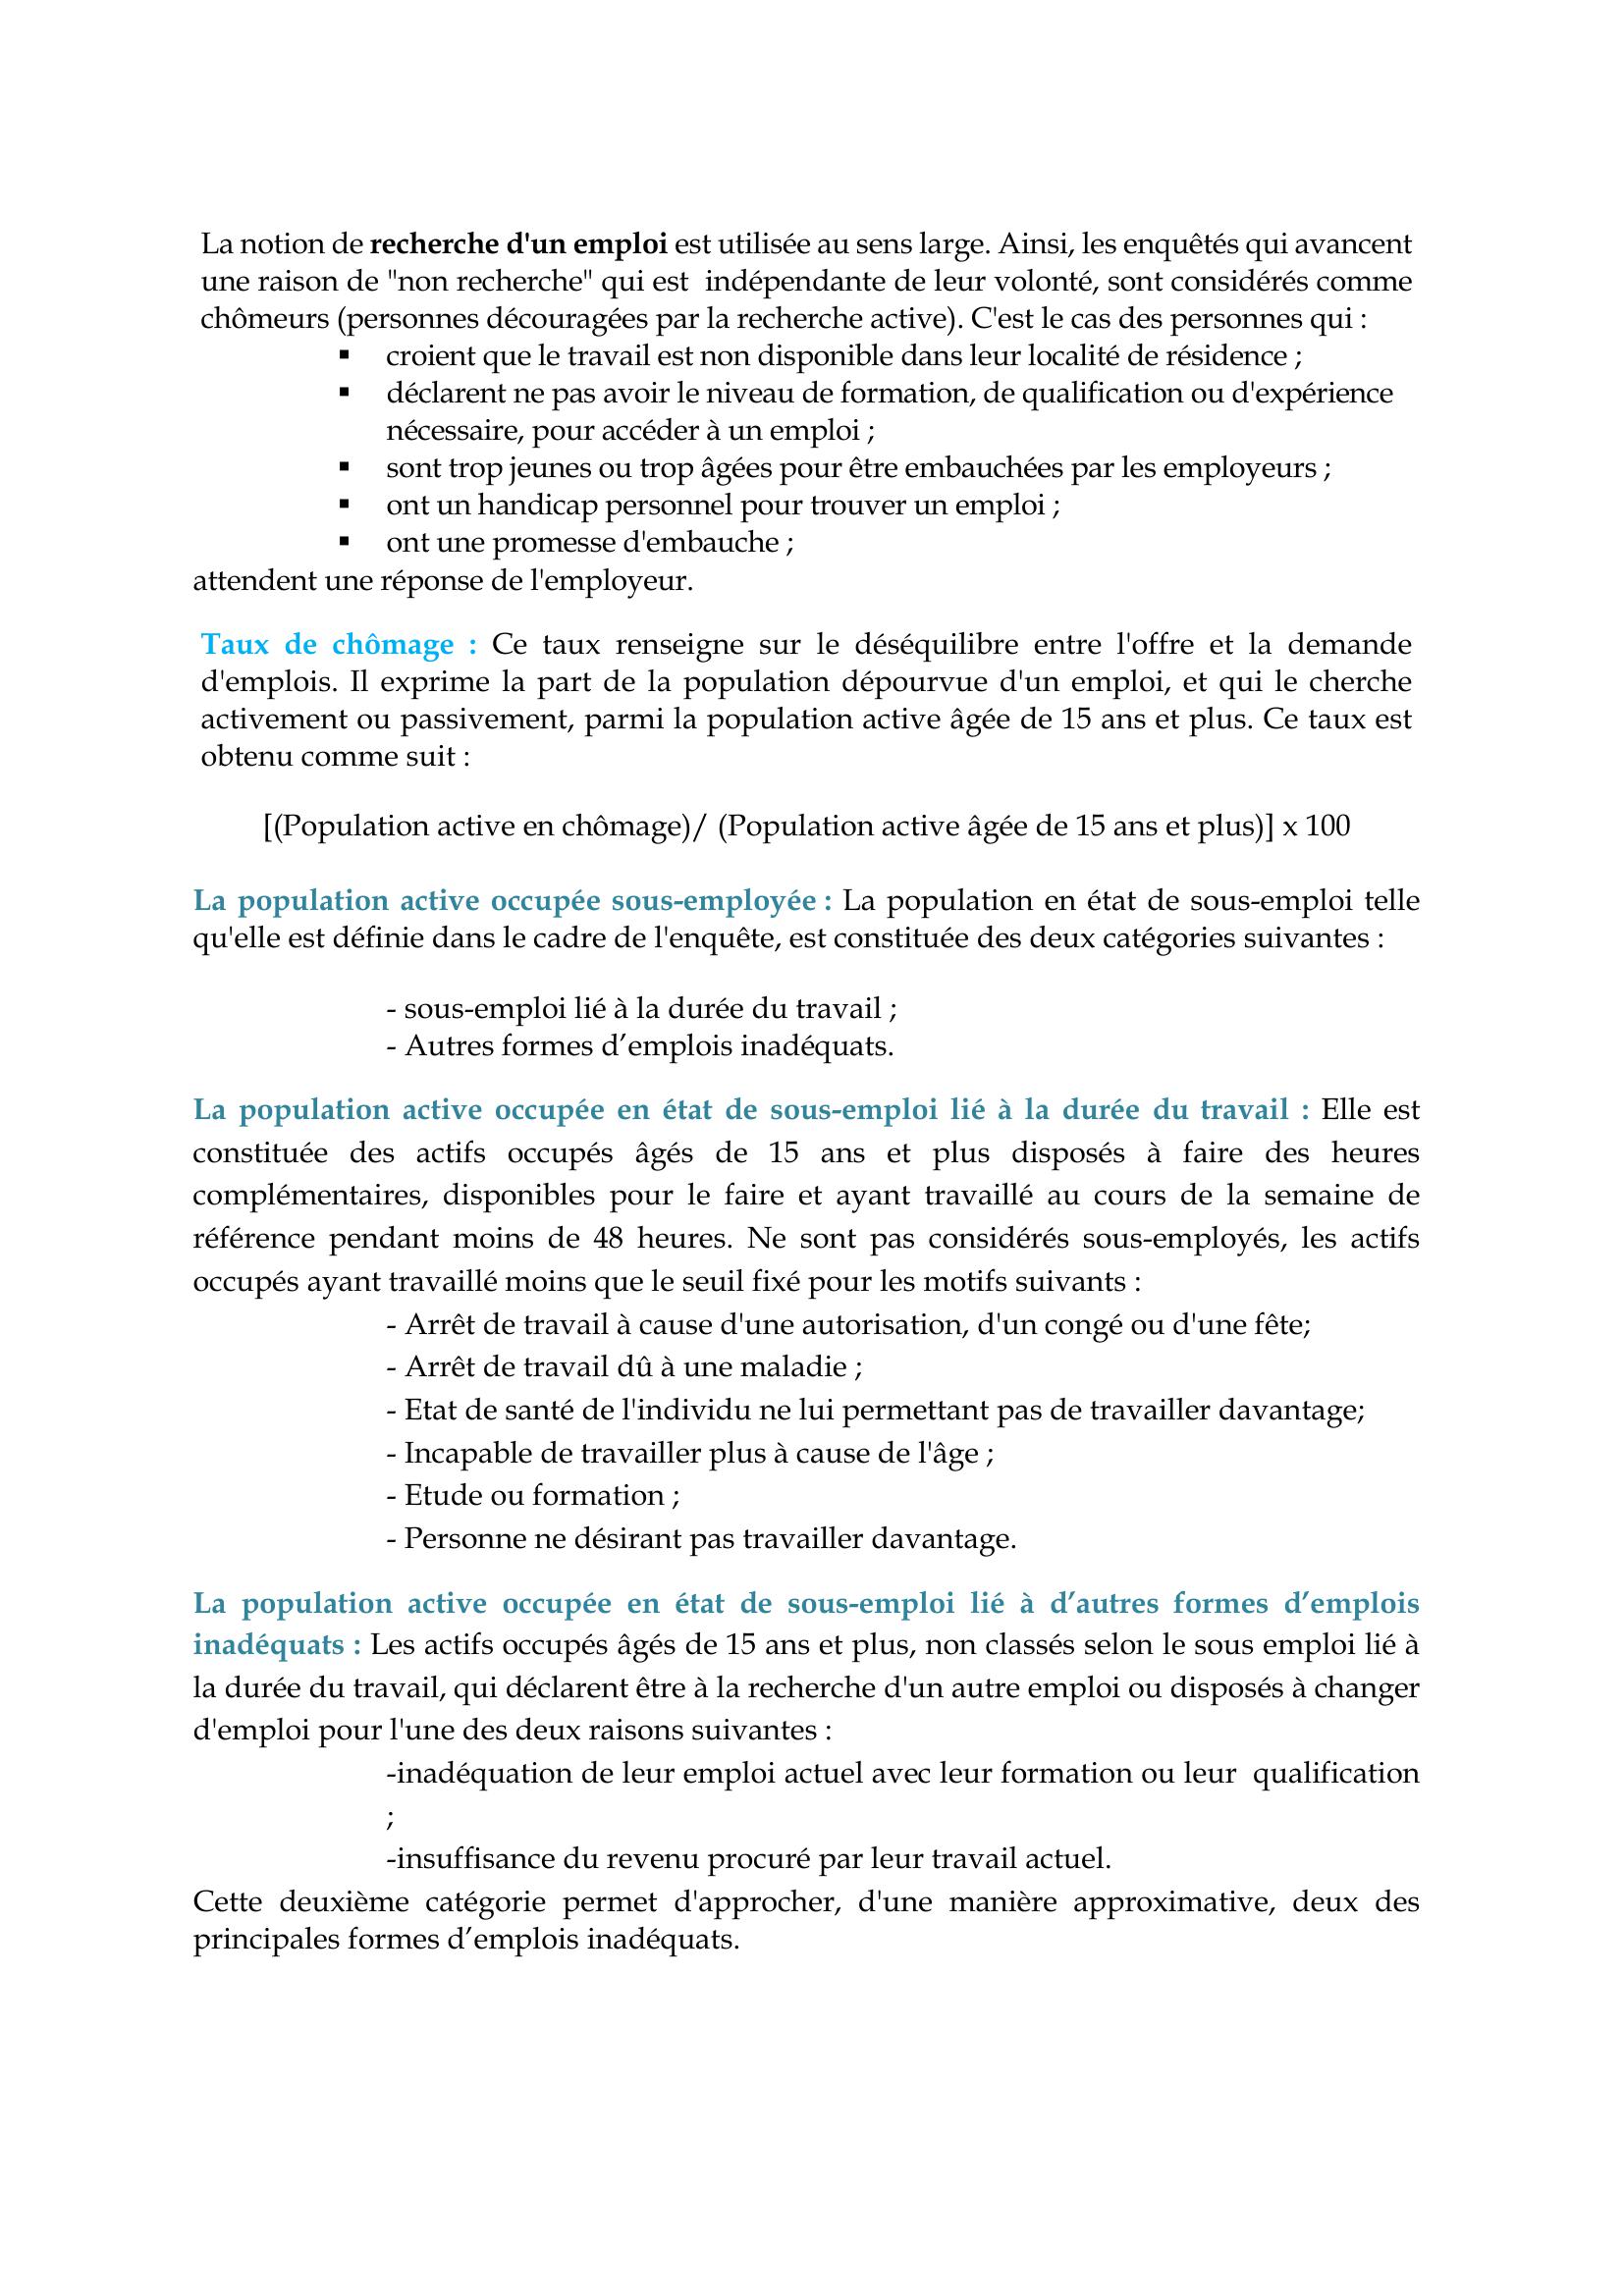 La notion de recherche d'un emploi est utilisée au sens large. Ainsi, les enquêtés qui avancent
une raison de "non recherche" qui est  indépendante de leur volonté, sont considérés comme
chômeurs (personnes découragées par la recherche active). C'est le cas des personnes qui :
▪ croient que le travail est non disponible dans leur localité de résidence ;
▪ déclarent ne pas avoir le niveau de formation, de qualification ou d'expérience
nécessaire, pour accéder à un emploi ;
▪ sont trop jeunes ou trop âgées pour être embauchées par les employeurs ;
▪ ont un handicap personnel pour trouver un emploi ;
▪ ont une promesse d'embauche ;
attendent une réponse de l'employeur.
Taux de chômage : Ce taux renseigne sur le déséquilibre entre l'offre et la demande
d'emplois. Il exprime la part de la population dépourvue d'un emploi, et qui le cherche
activement ou passivement, parmi la population active âgée de 15 ans et plus. Ce taux est
obtenu comme suit :
[(Population active en chômage)/ (Population active âgée de 15 ans et plus)] x 100
La population active occupée sous-employée : La population en état de sous-emploi telle
qu'elle est définie dans le cadre de l'enquête, est constituée des deux catégories suivantes :
- sous-emploi lié à la durée du travail ;
- Autres formes d’emplois inadéquats.
La population active occupée en état de sous-emploi lié à la durée du travail : Elle est
constituée des actifs occupés âgés de 15 ans et plus disposés à faire des heures
complémentaires, disponibles pour le faire et ayant travaillé au cours de la semaine de
référence pendant moins de 48 heures. Ne sont pas considérés sous-employés, les actifs
occupés ayant travaillé moins que le seuil fixé pour les motifs suivants :
- Arrêt de travail à cause d'une autorisation, d'un congé ou d'une fête;
- Arrêt de travail dû à une maladie ;
- Etat de santé de l'individu ne lui permettant pas de travailler davantage;
- Incapable de travailler plus à cause de l'âge ;
- Etude ou formation ;
- Personne ne désirant pas travailler davantage.
La population active occupée en état de sous-emploi lié à d’autres formes d’emplois
inadéquats : Les actifs occupés âgés de 15 ans et plus, non classés selon le sous emploi lié à
la durée du travail, qui déclarent être à la recherche d'un autre emploi ou disposés à changer
d'emploi pour l'une des deux raisons suivantes :
-inadéquation de leur emploi actuel avec leur formation ou leur  qualification
;
-insuffisance du revenu procuré par leur travail actuel.
Cette deuxième catégorie permet d'approcher, d'une manière approximative, deux des
principales formes d’emplois inadéquats.